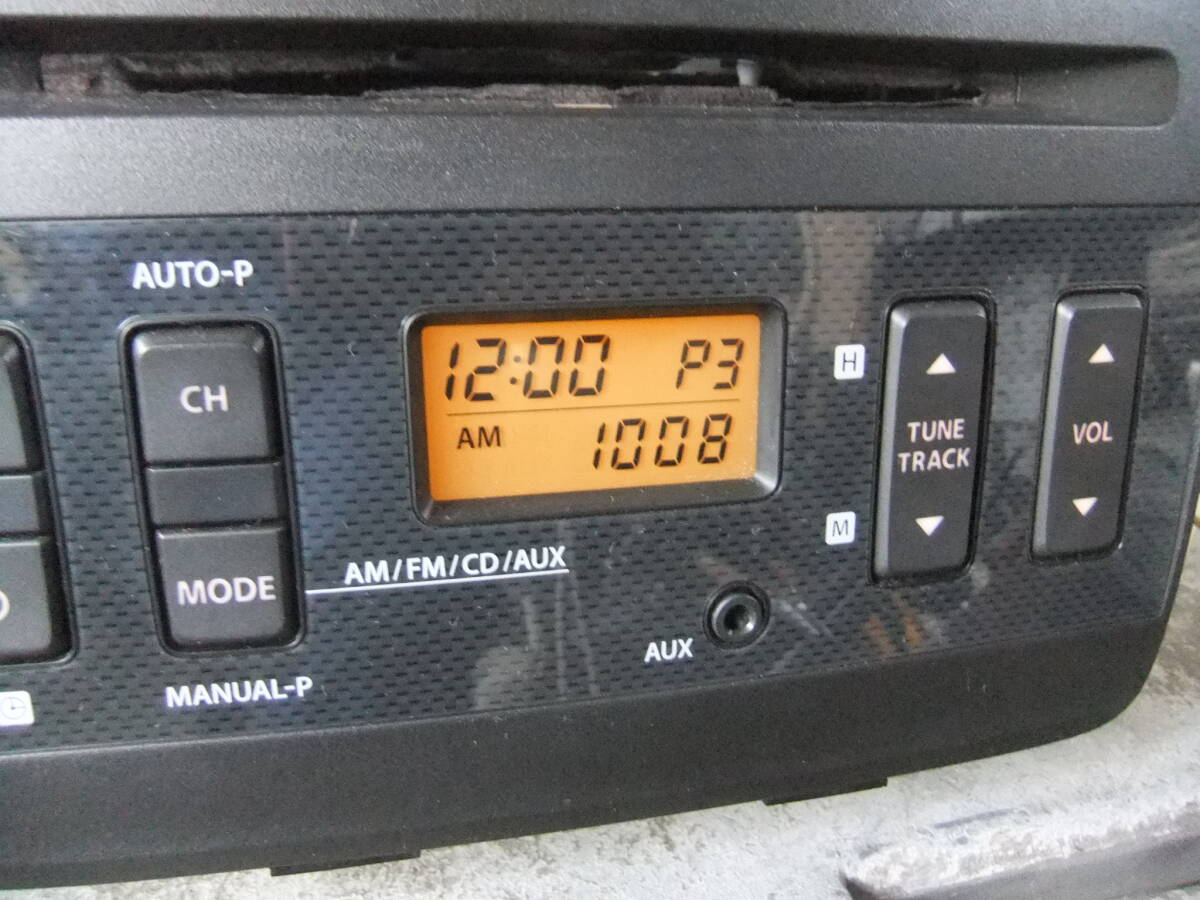 AUTO-P
CH
MODE
MANUAL-P
AM/FM/CD/AUX
12:00 P3
AM 1008
AUX
H
M
TUNE
TRACK
VOL